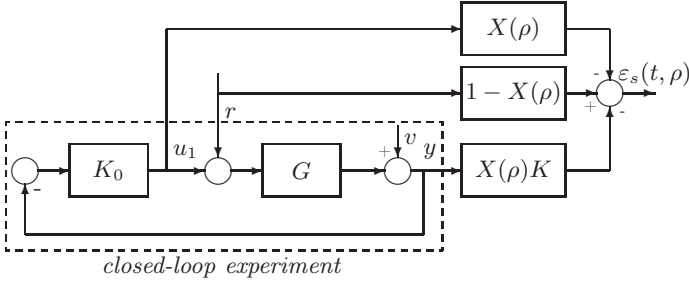 X(ρ)
- ε_s(t, ρ)
1 − X(ρ)
+ -
r
v
+ y
K_0
u_1
G
X(ρ)K
-
closed-loop experiment